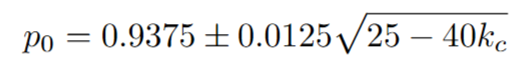 p₀ = 0.9375 ± 0.0125√(25 − 40k_c)